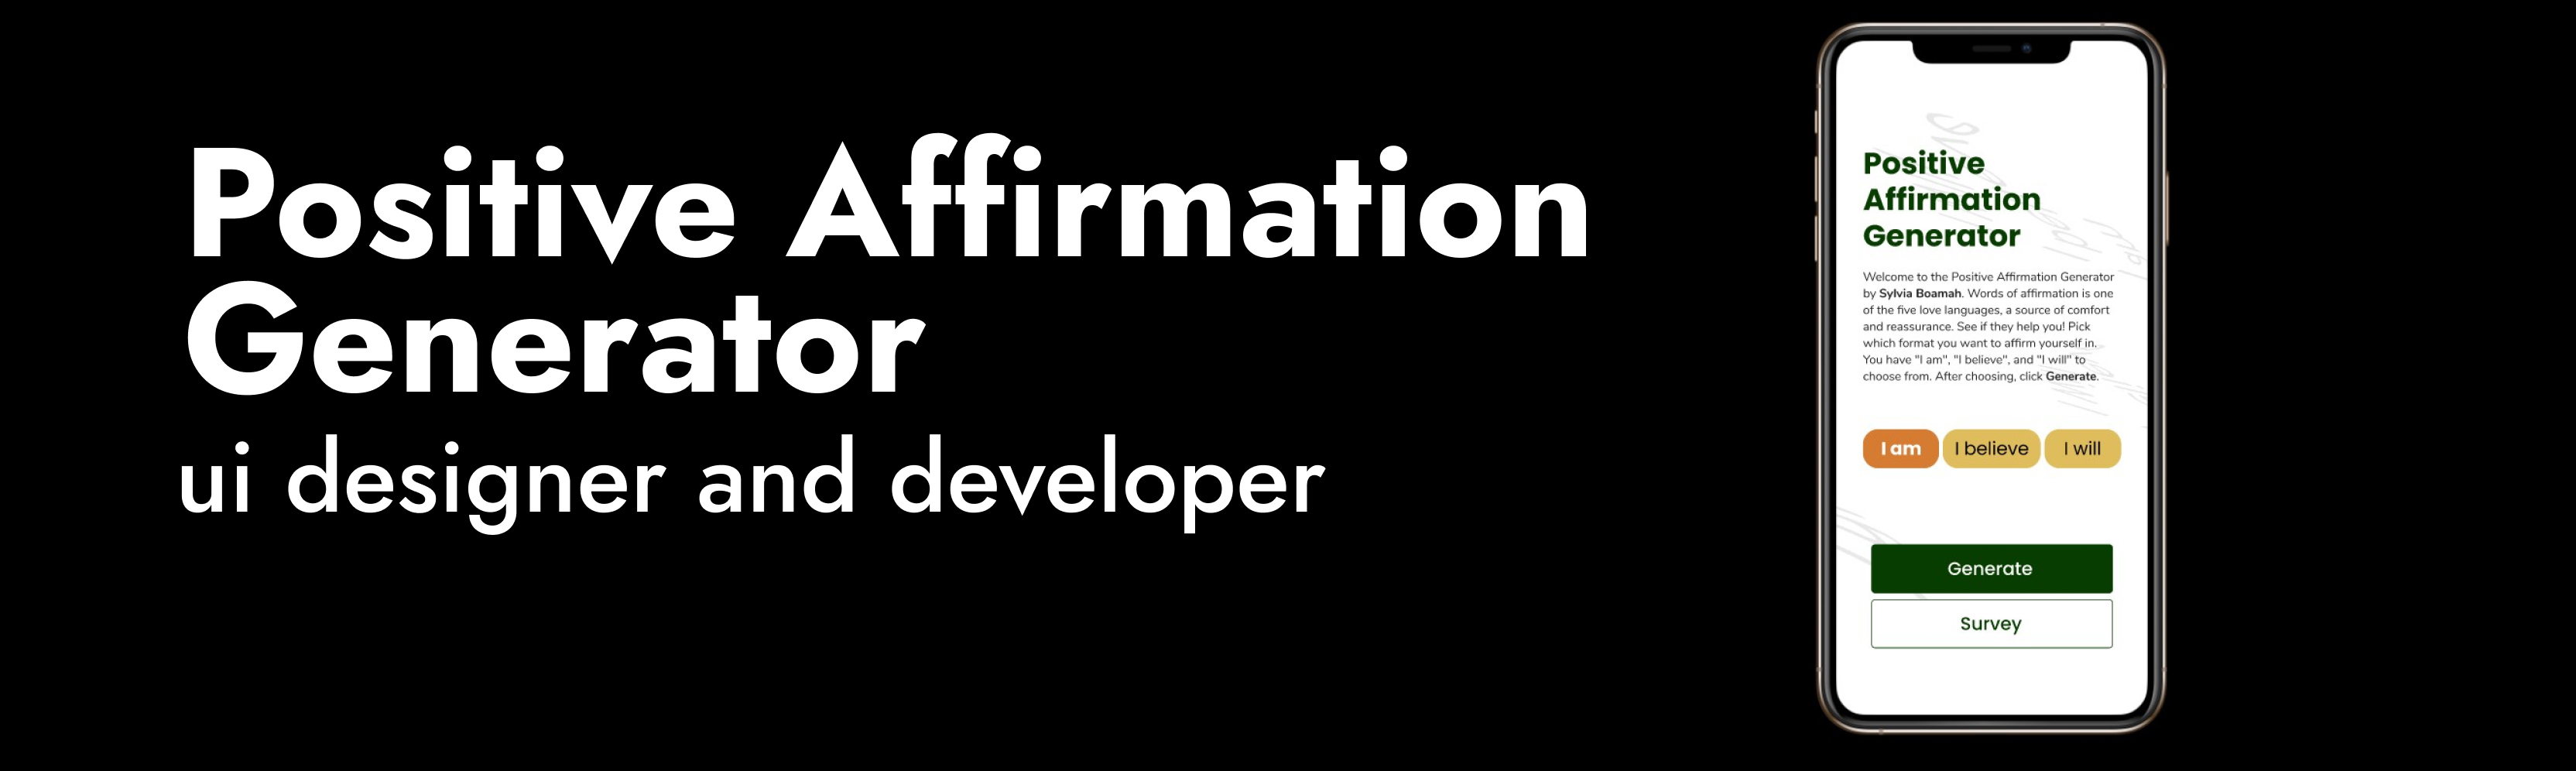 Positive Affirmation
Generator
ui designer and developer
Positive
Affirmation
Generator
Welcome to the Positive Affirmation Generator
by Sylvia Boamah. Words of affirmation is one
of the five love languages, a source of comfort
and reassurance. See if they help you! Pick
which format you want to affirm yourself in.
You have "I am", "I believe", and "I will" to
choose from. After choosing, click Generate.
I am I believe I will
Generate
Survey